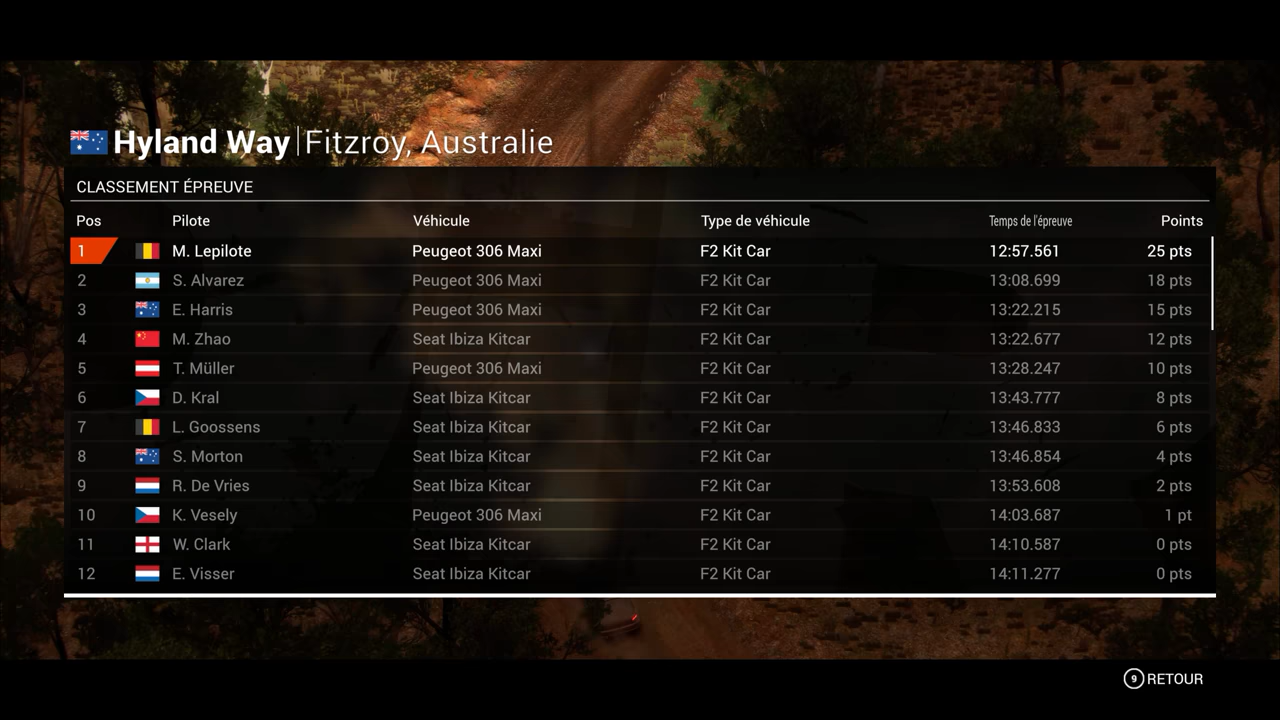 Hyland Way | Fitzroy, Australie
CLASSEMENT ÉPREUVE
Pos Pilote Véhicule Type de véhicule Temps de l'épreuve Points
1 M. Lepilote Peugeot 306 Maxi F2 Kit Car 12:57.561 25 pts
2 S. Alvarez Peugeot 306 Maxi F2 Kit Car 13:08.699 18 pts
3 E. Harris Peugeot 306 Maxi F2 Kit Car 13:22.215 15 pts
4 M. Zhao Seat Ibiza Kitcar F2 Kit Car 13:22.677 12 pts
5 T. Müller Peugeot 306 Maxi F2 Kit Car 13:28.247 10 pts
6 D. Kral Seat Ibiza Kitcar F2 Kit Car 13:43.777 8 pts
7 L. Goossens Seat Ibiza Kitcar F2 Kit Car 13:46.833 6 pts
8 S. Morton Seat Ibiza Kitcar F2 Kit Car 13:46.854 4 pts
9 R. De Vries Seat Ibiza Kitcar F2 Kit Car 13:53.608 2 pts
10 K. Vesely Peugeot 306 Maxi F2 Kit Car 14:03.687 1 pt
11 W. Clark Seat Ibiza Kitcar F2 Kit Car 14:10.587 0 pts
12 E. Visser Seat Ibiza Kitcar F2 Kit Car 14:11.277 0 pts
9 RETOUR